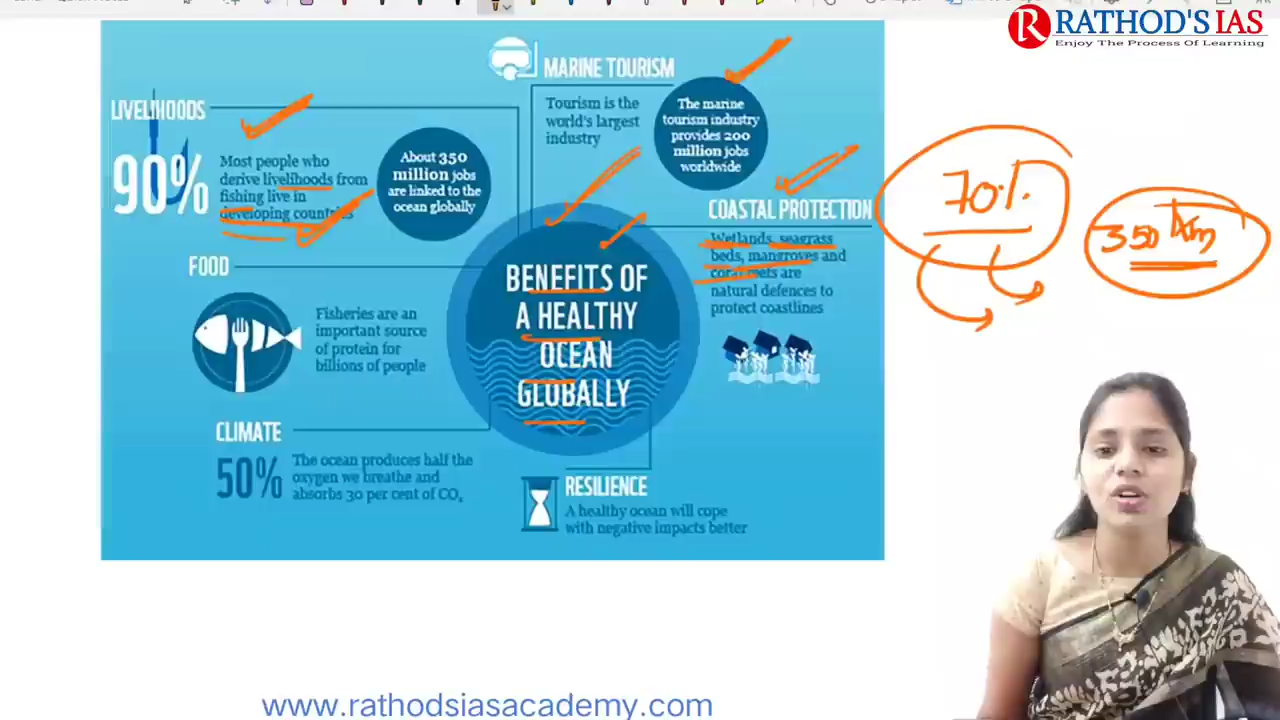 RATHOD'S IAS
Enjoy The Process Of Learning
MARINE TOURISM
Tourism is the
world's largest
industry
The marine
tourism industry
provides 200
million jobs
worldwide
LIVELIHOODS
90%
Most people who
derive livelihoods from
fishing live in
developing countries
About 350
million jobs
are linked to the
ocean globally
COASTAL PROTECTION
Wetlands, seagrass
beds, mangroves and
coral reefs are
natural defences to
protect coastlines
70%
350 km
FOOD
Fisheries are an
important source
of protein for
billions of people
BENEFITS OF
A HEALTHY
OCEAN
GLOBALLY
CLIMATE
50%
The ocean produces half the
oxygen we breathe and
absorbs 30 per cent of CO₂
RESILIENCE
A healthy ocean will cope
with negative impacts better
www.rathodsiasacademy.com